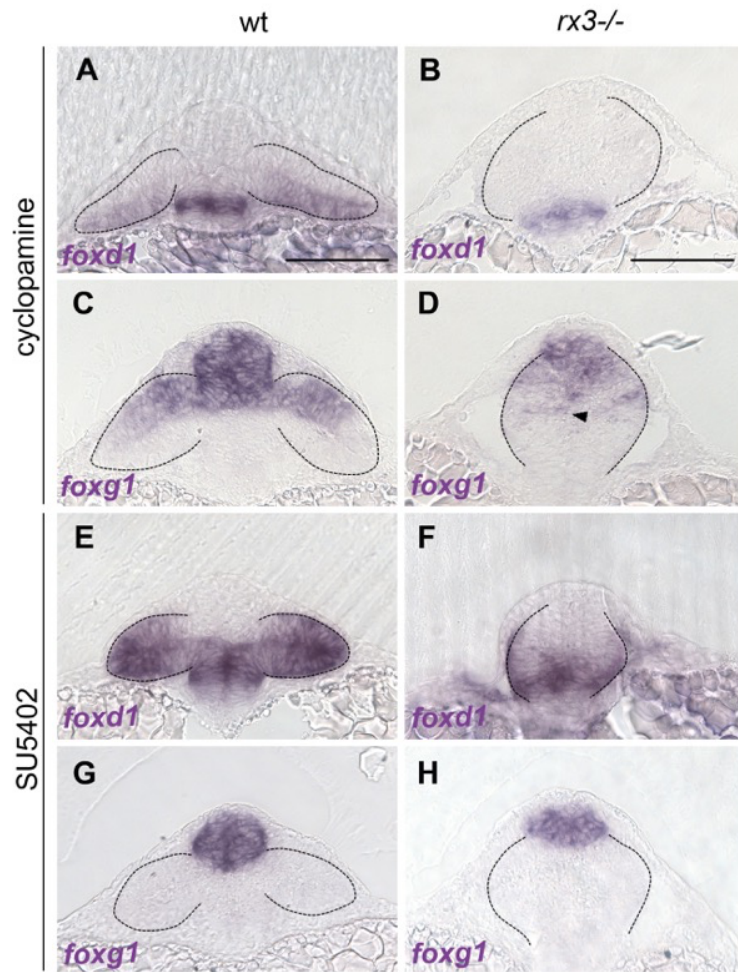 wt rx3-/-
cyclopamine
A B
foxd1 foxd1
C D
foxg1 foxg1
SU5402
E F
foxd1 foxd1
G H
foxg1 foxg1